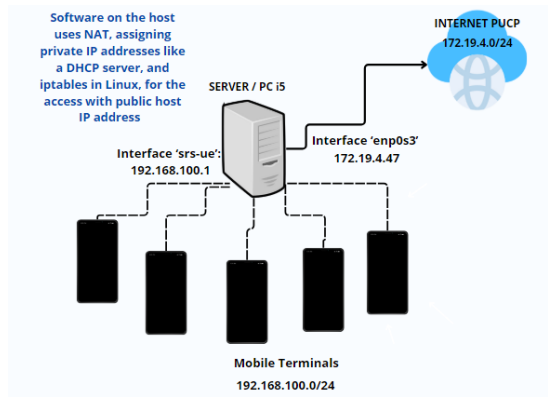 Software on the host
uses NAT, assigning
private IP addresses like
a DHCP server, and
iptables in Linux, for the
access with public host
IP address
INTERNET PUCP
172.19.4.0/24
SERVER / PC i5
Interface 'enp0s3'
172.19.4.47
Interface 'srs-ue':
192.168.100.1
Mobile Terminals
192.168.100.0/24